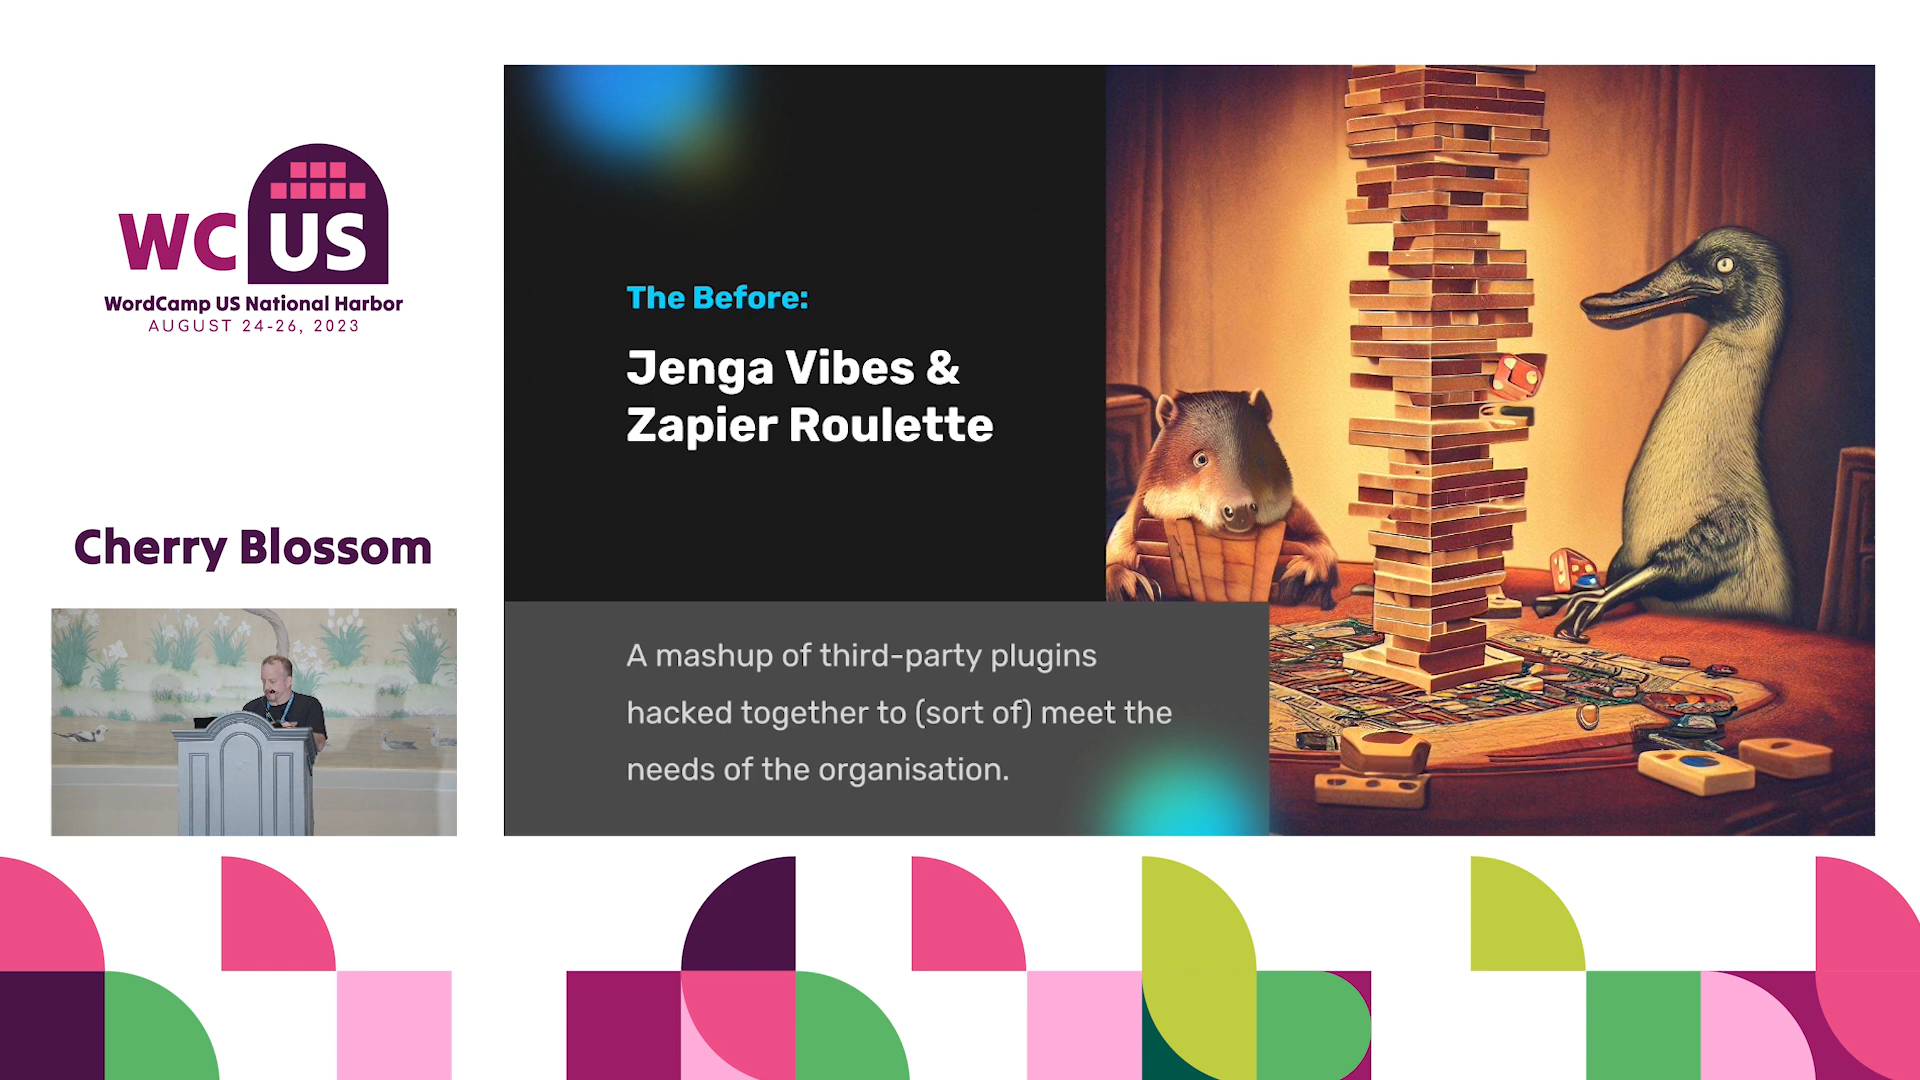 WC US
WordCamp US National Harbor
AUGUST 24-26, 2023
Cherry Blossom
The Before:
Jenga Vibes &
Zapier Roulette
A mashup of third-party plugins
hacked together to (sort of) meet the
needs of the organisation.